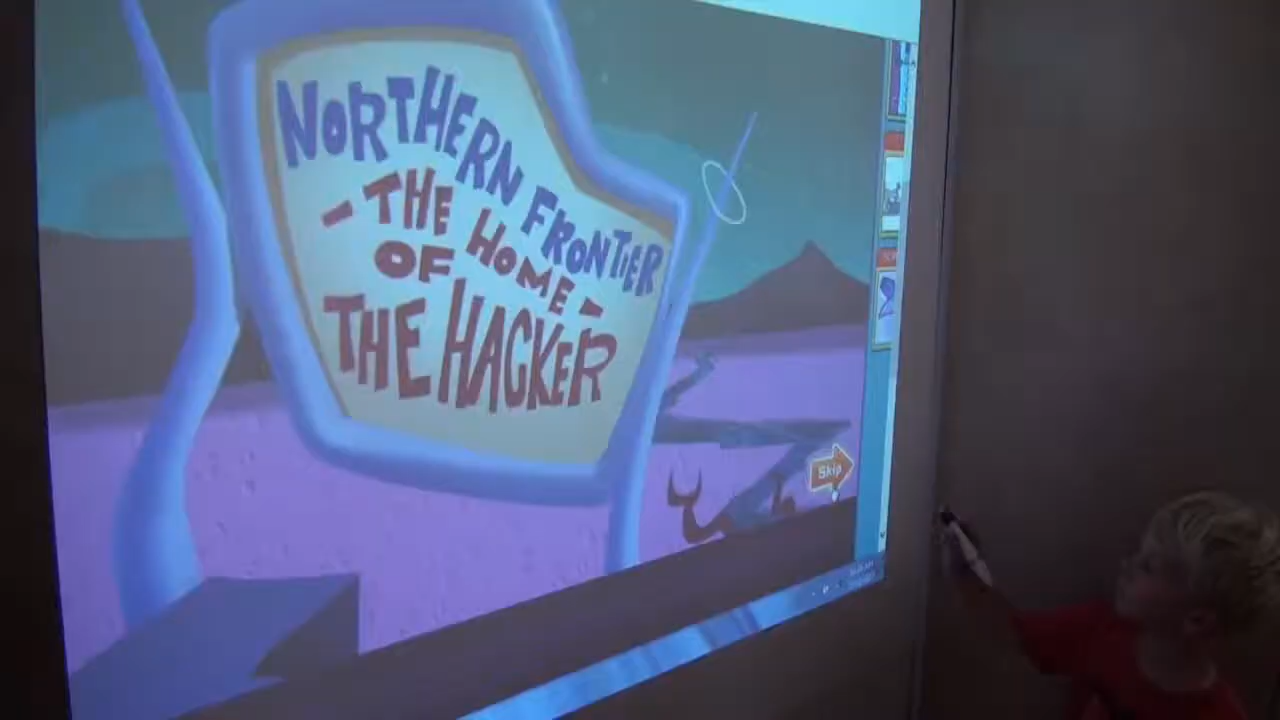 NORTHERN FRONTIER
- THE HOME -
OF
THE HACKER
Skip